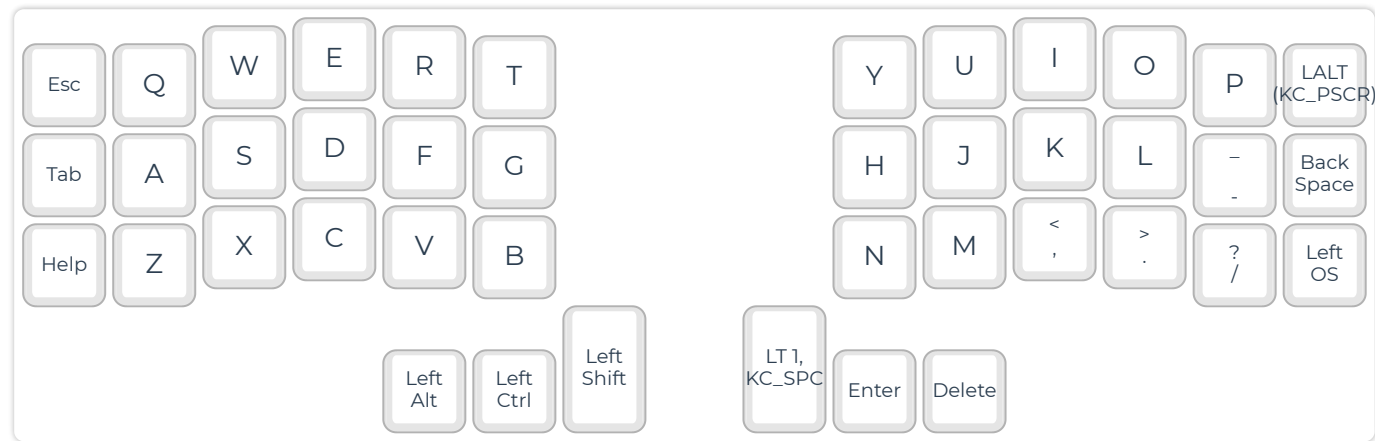 Esc Q W E R T Y U I O P LALT
(KC_PSCR)
Tab A S D F G H J K L _
- Back
Space
Help Z X C V B N M <
, >
. ?
/ Left
OS
Left
Alt Left
Ctrl Left
Shift LT 1,
KC_SPC Enter Delete